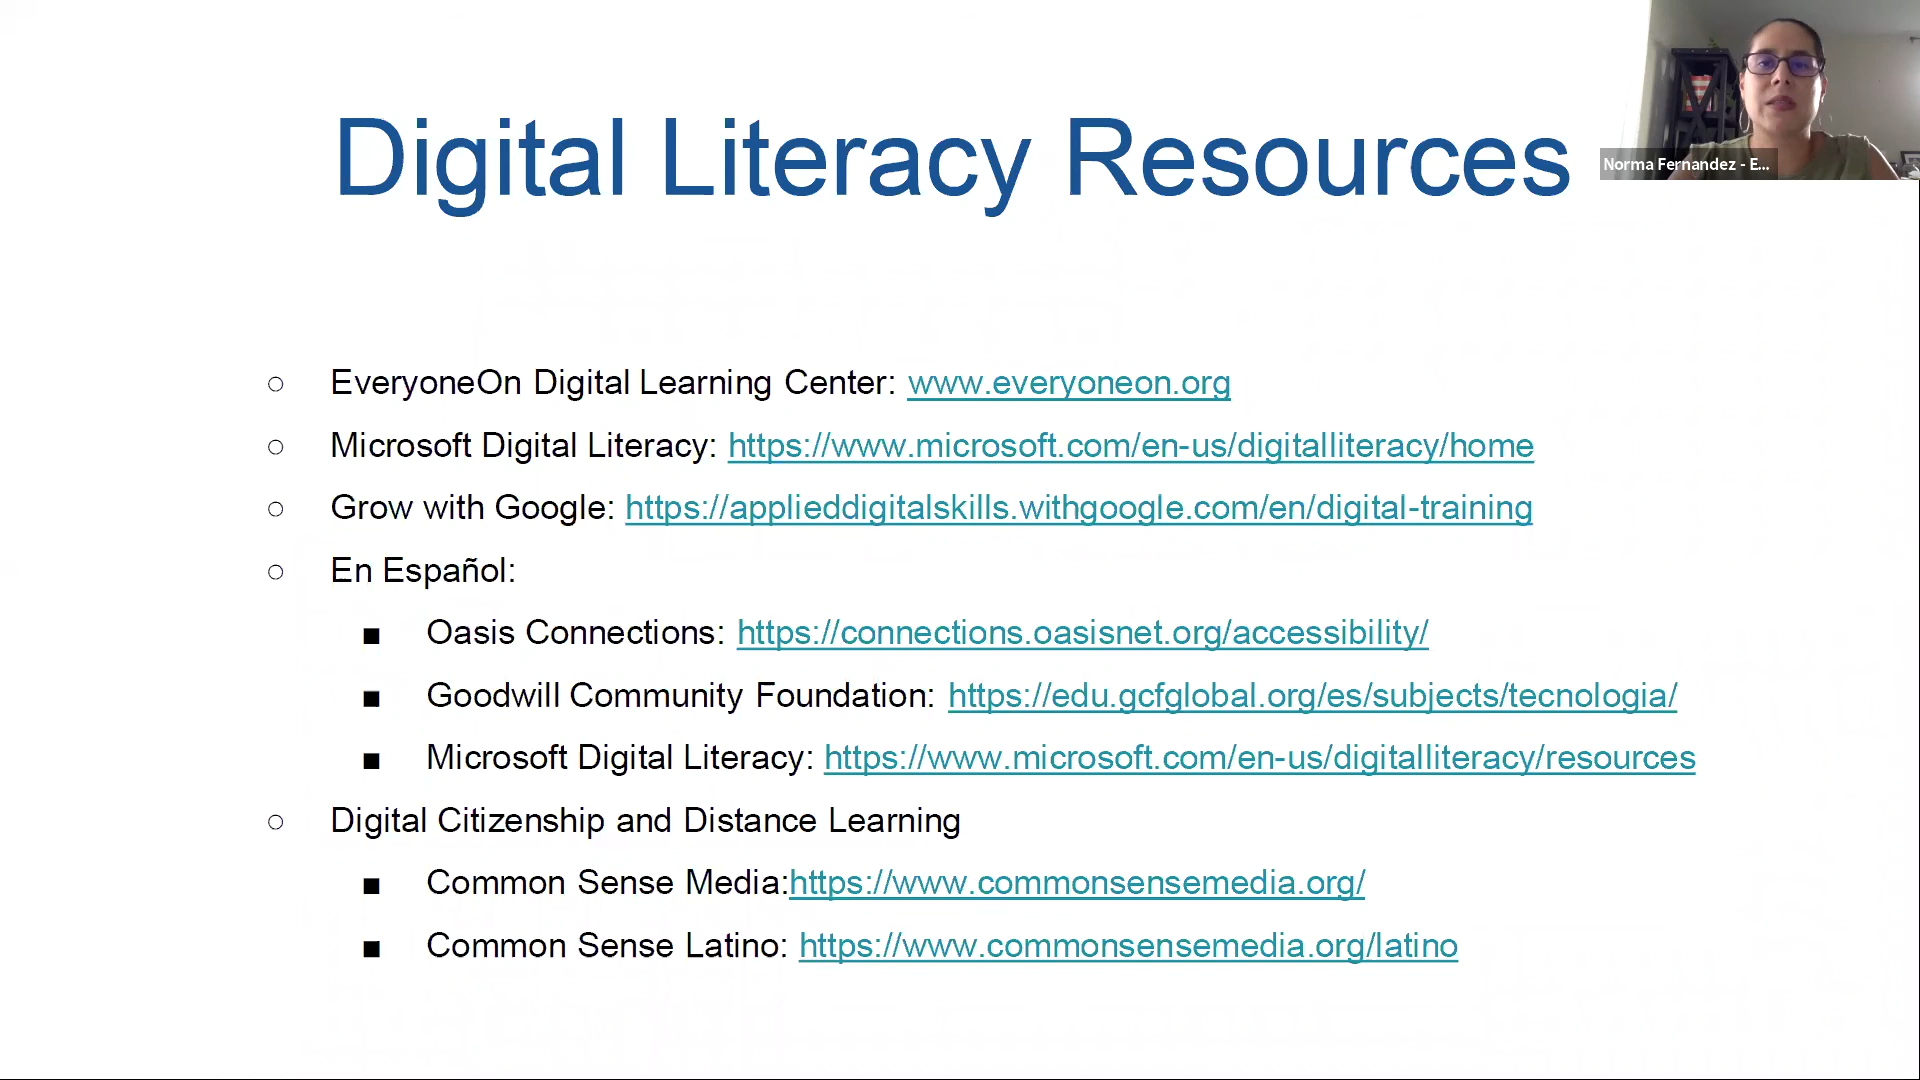 Digital Literacy Resources
Norma Fernandez - E...
○ EveryoneOn Digital Learning Center: www.everyoneon.org
○ Microsoft Digital Literacy: https://www.microsoft.com/en-us/digitalliteracy/home
○ Grow with Google: https://applieddigitalskills.withgoogle.com/en/digital-training
○ En Español:
■ Oasis Connections: https://connections.oasisnet.org/accessibility/
■ Goodwill Community Foundation: https://edu.gcfglobal.org/es/subjects/tecnologia/
■ Microsoft Digital Literacy: https://www.microsoft.com/en-us/digitalliteracy/resources
○ Digital Citizenship and Distance Learning
■ Common Sense Media:https://www.commonsensemedia.org/
■ Common Sense Latino: https://www.commonsensemedia.org/latino